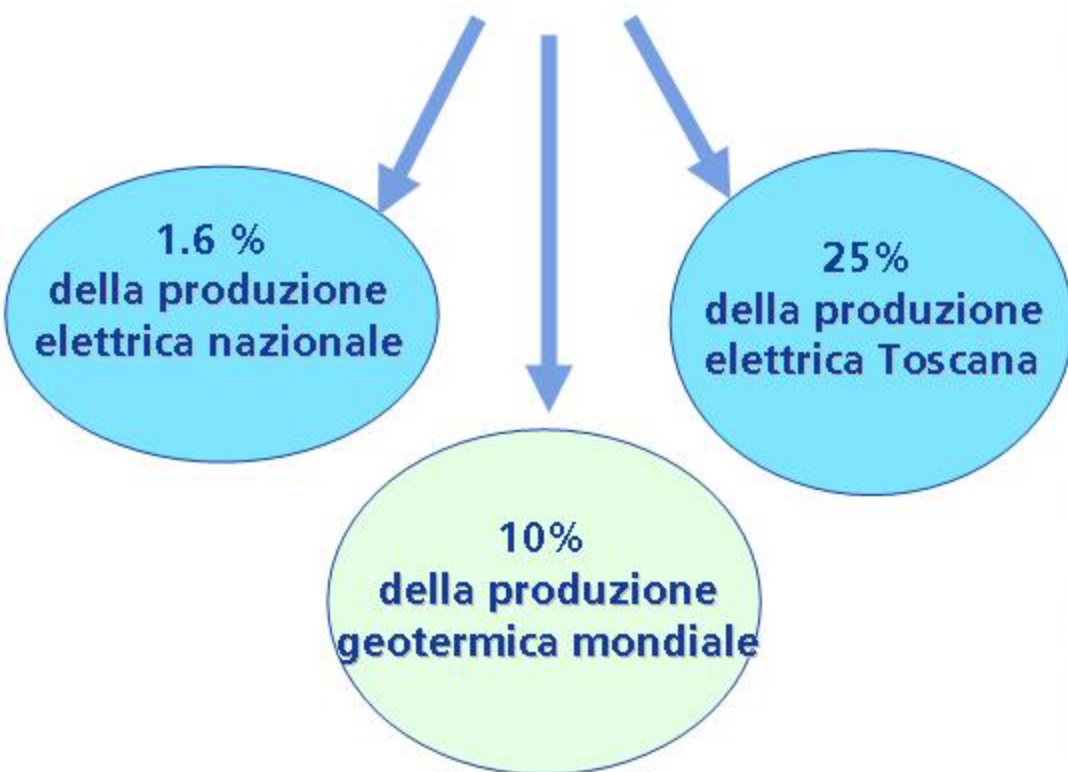 1.6 %
della produzione
elettrica nazionale
25%
della produzione
elettrica Toscana
10%
della produzione
geotermica mondiale